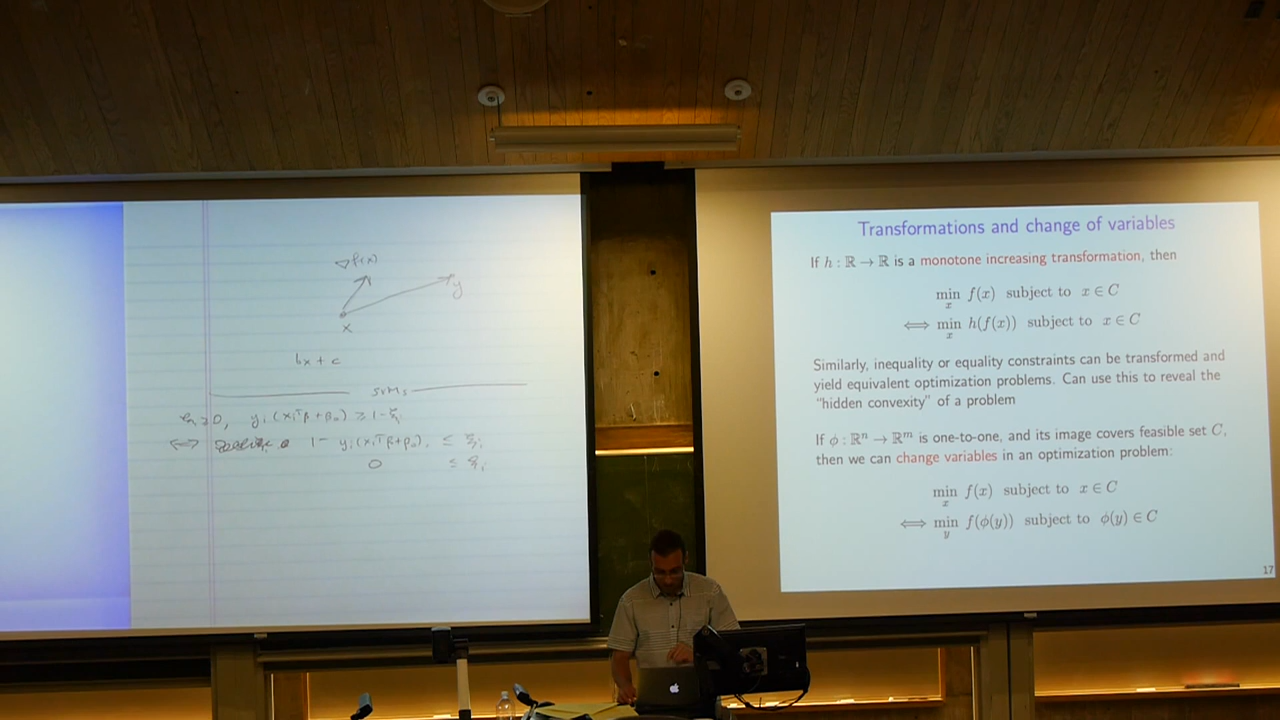 ∇f(x)
y
x
bx + c
SVMs
ξᵢ ≥ 0, yᵢ(xᵢᵀβ + β₀) ≥ 1 - ξᵢ
⟺ 1 - yᵢ(xᵢᵀβ + β₀) ≤ ξᵢ
0 ≤ ξᵢ
Transformations and change of variables
If h : ℝ → ℝ is a monotone increasing transformation, then
min f(x) subject to x ∈ C
x
⟺ min h(f(x)) subject to x ∈ C
x
Similarly, inequality or equality constraints can be transformed and
yield equivalent optimization problems. Can use this to reveal the
“hidden convexity” of a problem
If ϕ : ℝⁿ → ℝᵐ is one-to-one, and its image covers feasible set C,
then we can change variables in an optimization problem:
min f(x) subject to x ∈ C
x
⟺ min f(ϕ(y)) subject to ϕ(y) ∈ C
y
17